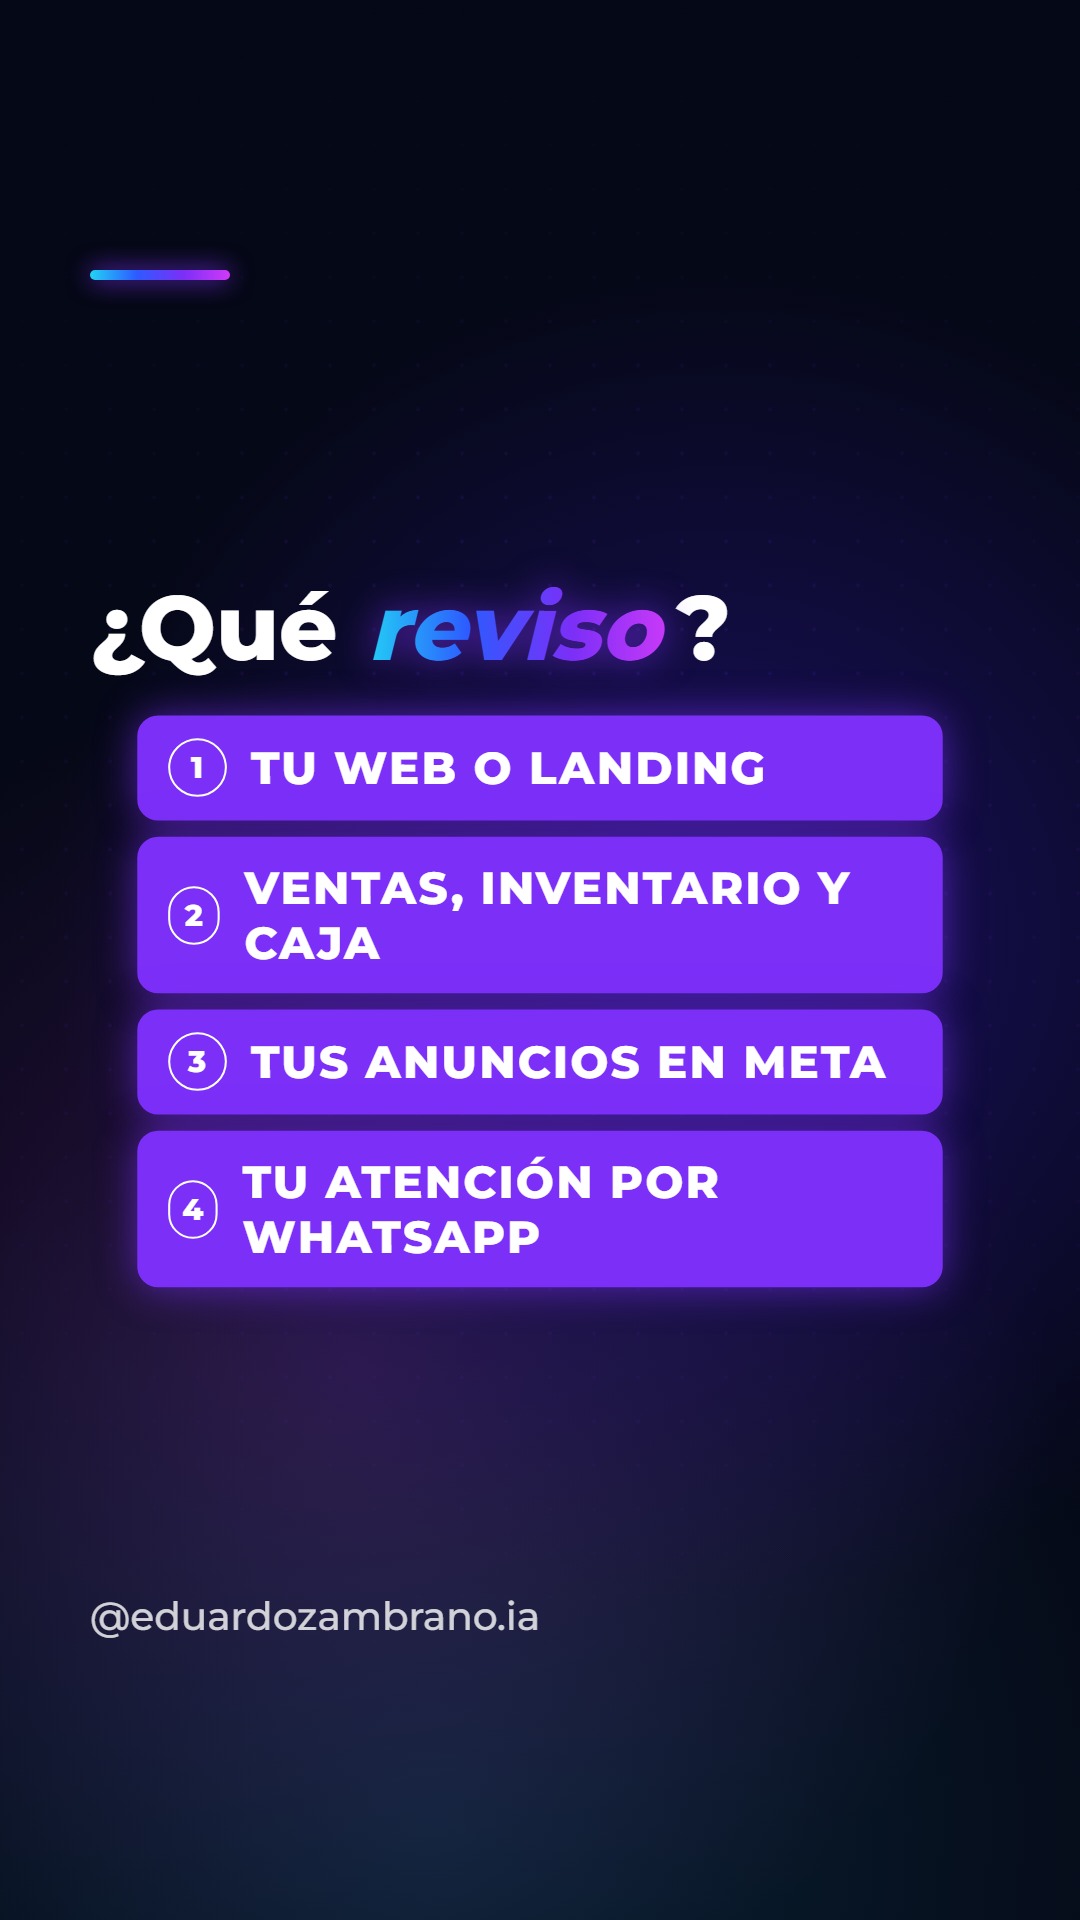 ¿Qué reviso?
1 TU WEB O LANDING
2 VENTAS, INVENTARIO Y
CAJA
3 TUS ANUNCIOS EN META
4 TU ATENCIÓN POR
WHATSAPP
@eduardozambrano.ia